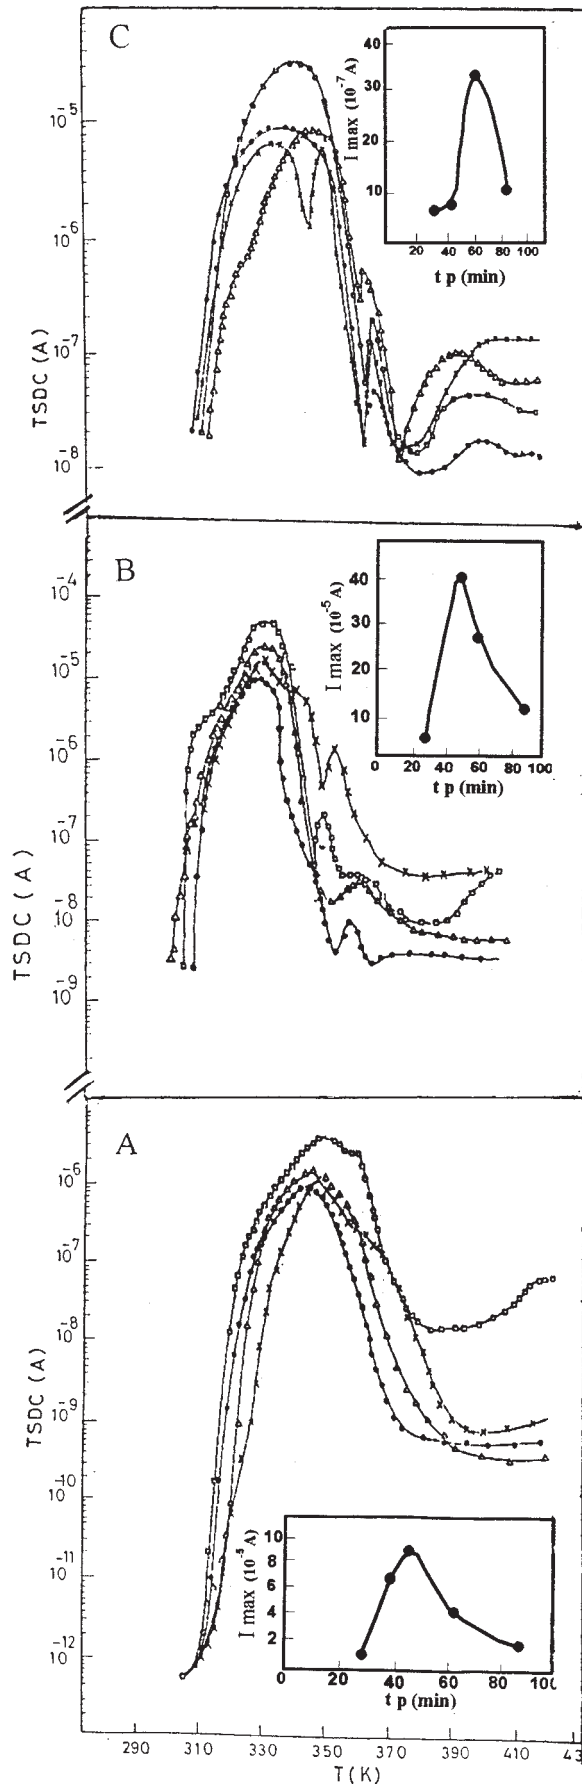 C
10⁻⁵
10⁻⁶
10⁻⁷
10⁻⁸
TSDC (A)
40
30
20
10
I max (10⁻⁷ A)
20 40 60 80 100
t p (min)
B
10⁻⁴
10⁻⁵
10⁻⁶
10⁻⁷
10⁻⁸
10⁻⁹
TSDC (A)
40
30
20
10
I max (10⁻⁵ A)
0 20 40 60 80 100
t p (min)
A
10⁻⁶
10⁻⁷
10⁻⁸
10⁻⁹
10⁻¹⁰
10⁻¹¹
10⁻¹²
TSDC (A)
10
8
6
4
2
I max (10⁻⁵ A)
0 20 40 60 80 100
t p (min)
290 310 330 350 370 390 410 43
T(K)